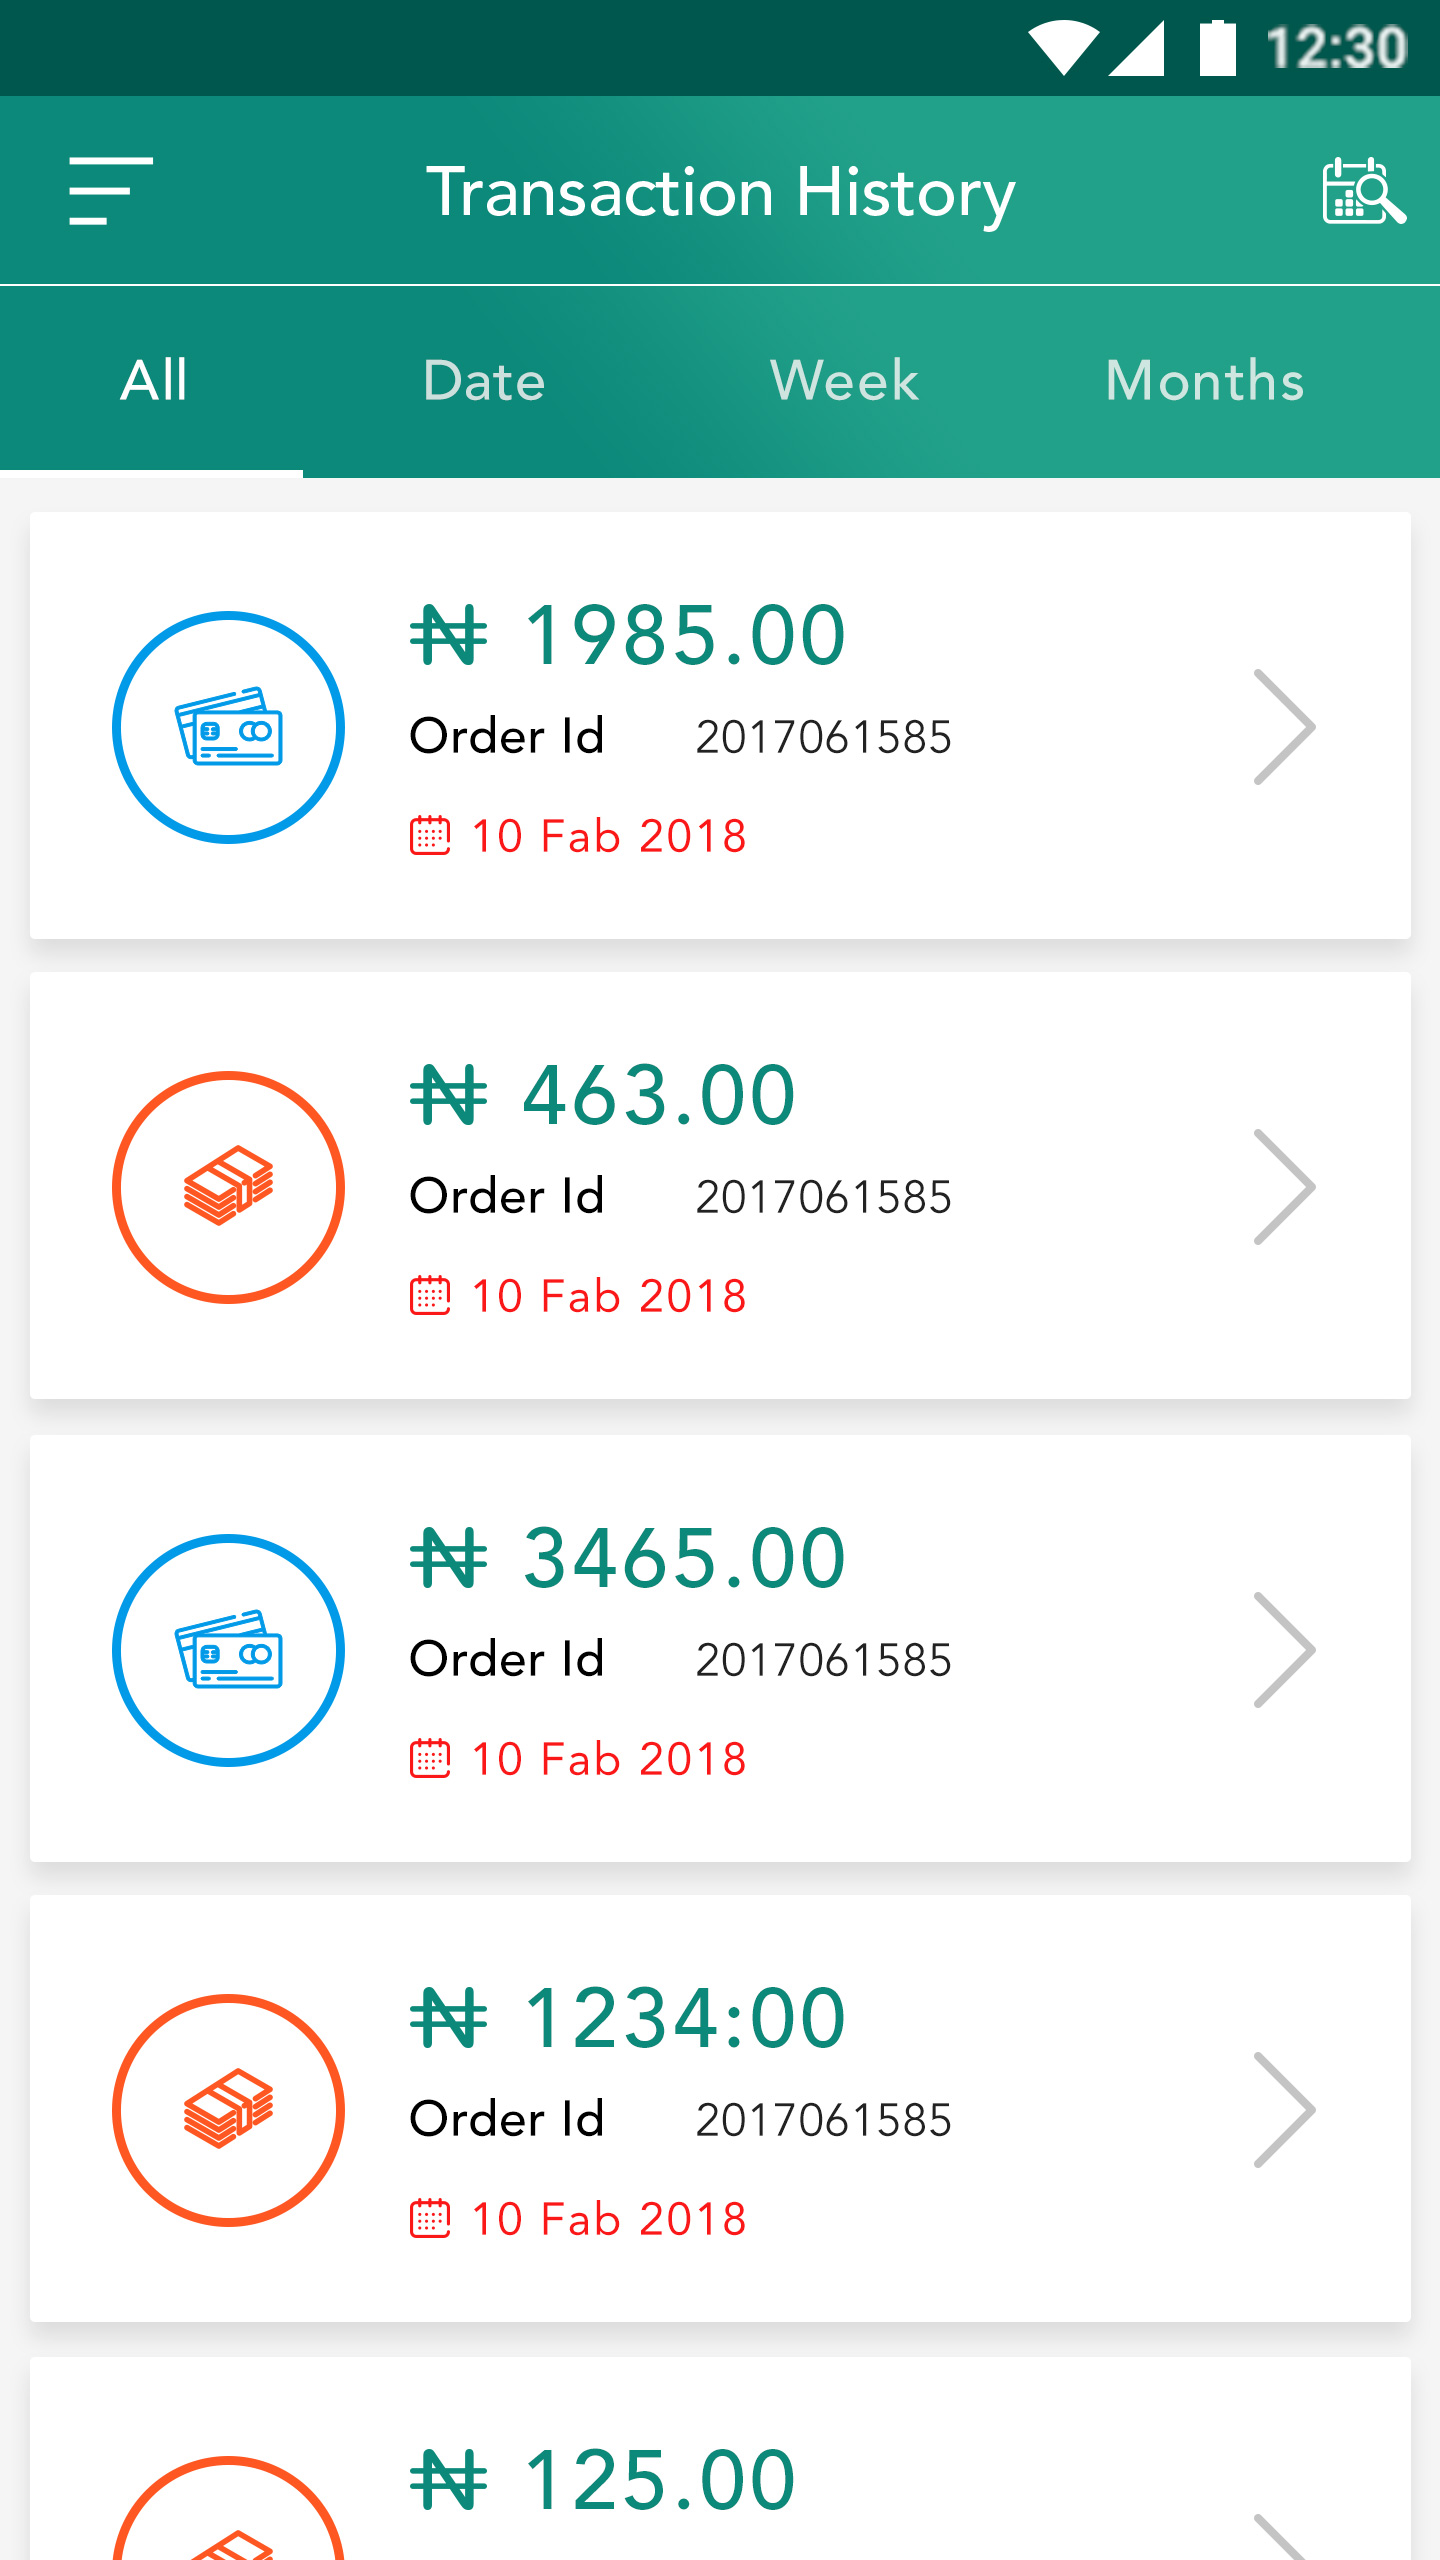 12:30
Transaction History
All Date Week Months
₦ 1985.00
Order Id 2017061585
10 Fab 2018
₦ 463.00
Order Id 2017061585
10 Fab 2018
₦ 3465.00
Order Id 2017061585
10 Fab 2018
₦ 1234:00
Order Id 2017061585
10 Fab 2018
₦ 125.00